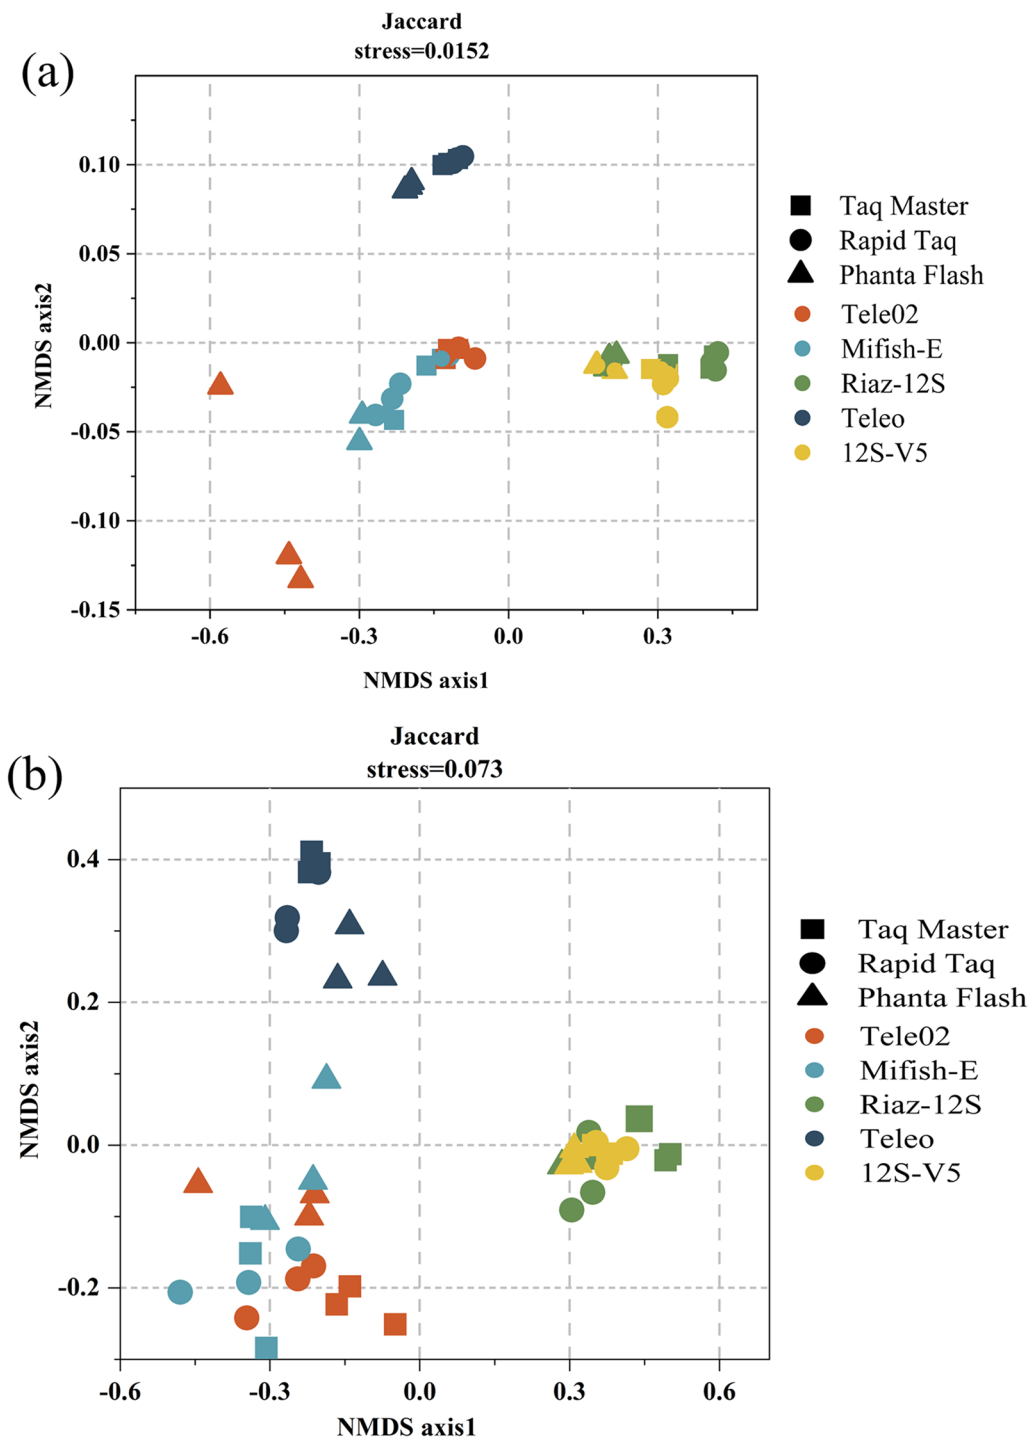 Jaccard
stress=0.0152
(a)
0.10
0.05
0.00
-0.05
-0.10
-0.15
NMDS axis2
-0.6 -0.3 0.0 0.3
NMDS axis1
Taq Master
Rapid Taq
Phanta Flash
Tele02
Mifish-E
Riaz-12S
Teleo
12S-V5
Jaccard
stress=0.073
(b)
0.4
0.2
0.0
-0.2
NMDS axis2
-0.6 -0.3 0.0 0.3 0.6
NMDS axis1
Taq Master
Rapid Taq
Phanta Flash
Tele02
Mifish-E
Riaz-12S
Teleo
12S-V5